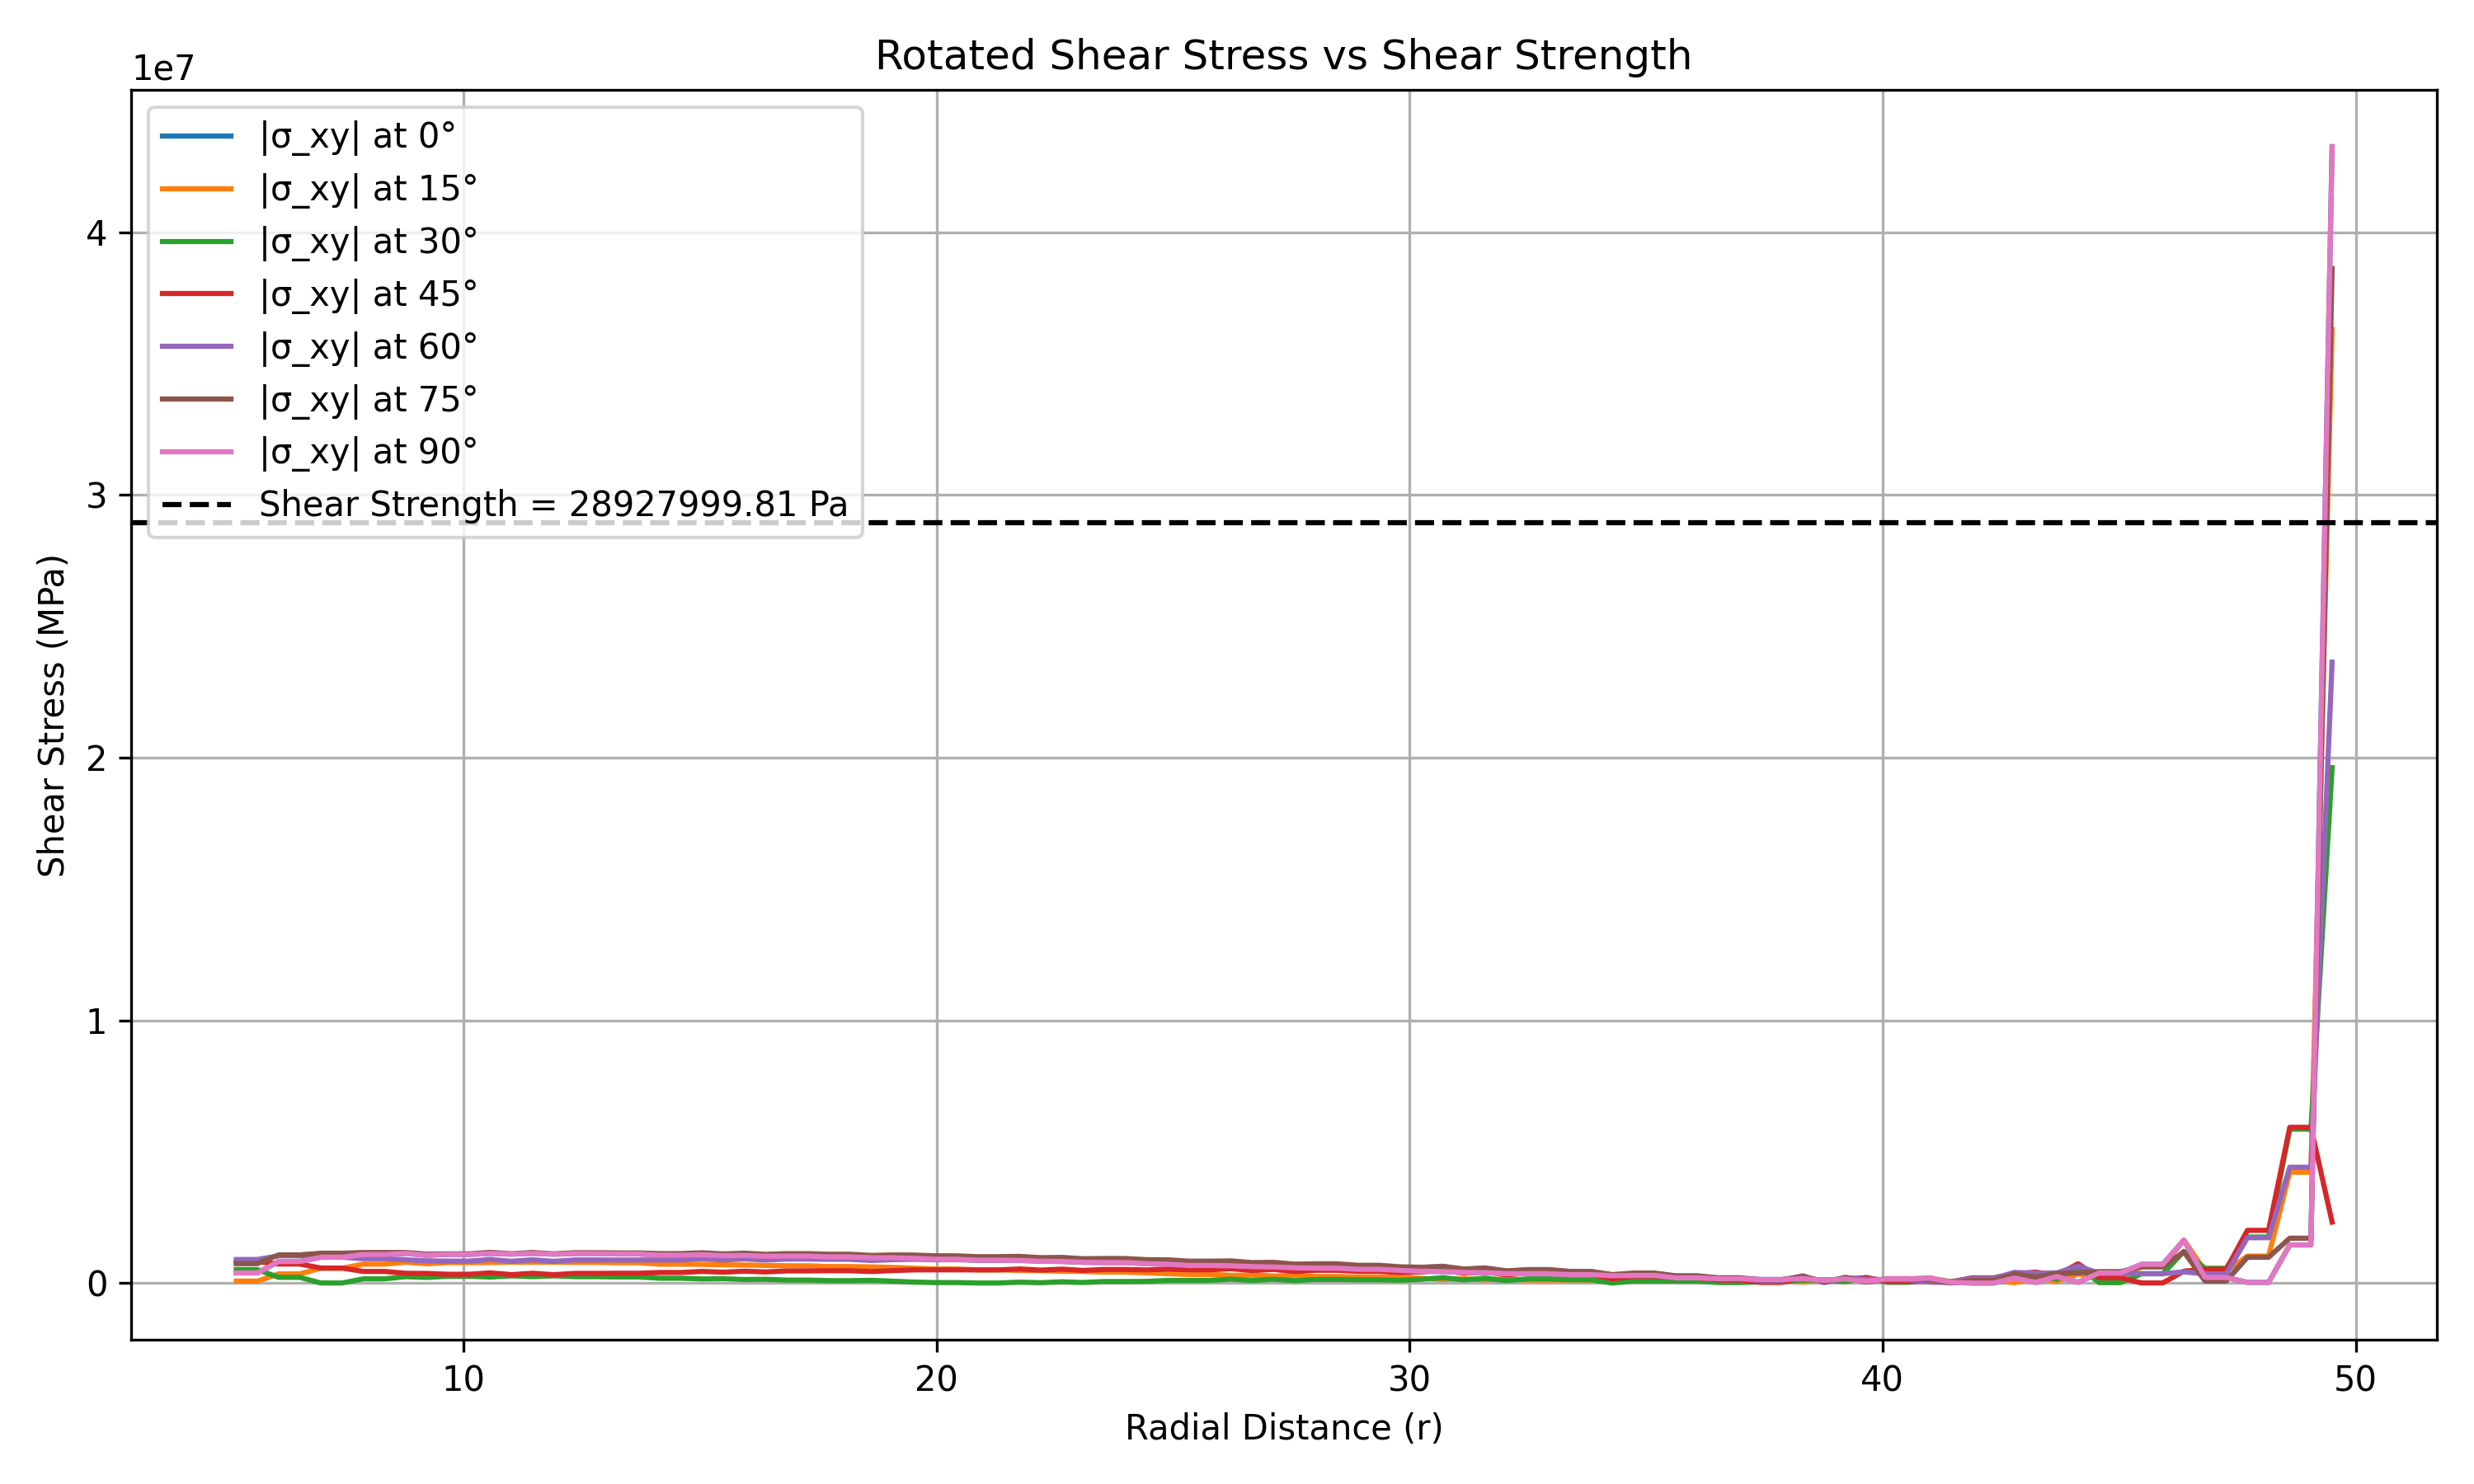 Rotated Shear Stress vs Shear Strength
1e7
|σ_xy| at 0°
|σ_xy| at 15°
|σ_xy| at 30°
|σ_xy| at 45°
|σ_xy| at 60°
|σ_xy| at 75°
|σ_xy| at 90°
Shear Strength = 28927999.81 Pa
4
3
2
1
0
Shear Stress (MPa)
10 20 30 40 50
Radial Distance (r)